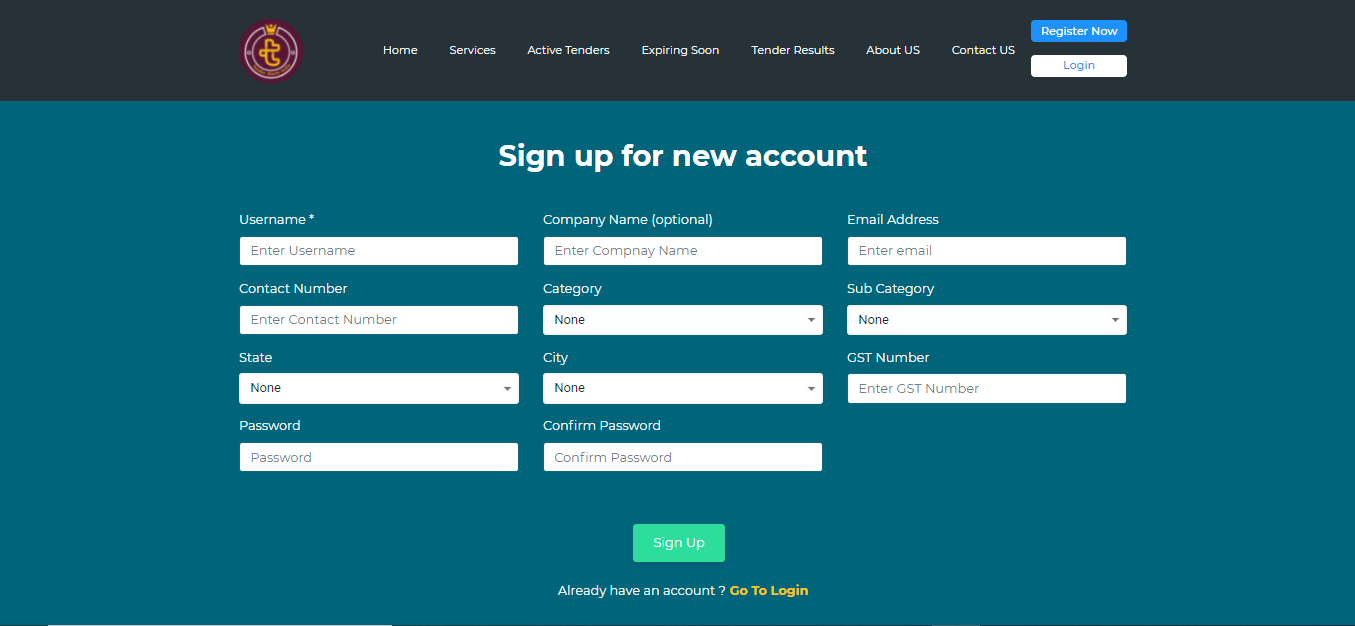 Home Services Active Tenders Expiring Soon Tender Results About US Contact US
Register Now
Login
Sign up for new account
Username * Company Name (optional) Email Address
Enter Username Enter Compnay Name Enter email
Contact Number Category Sub Category
Enter Contact Number None None
State City GST Number
None None Enter GST Number
Password Confirm Password
Password Confirm Password
Sign Up
Already have an account ? Go To Login